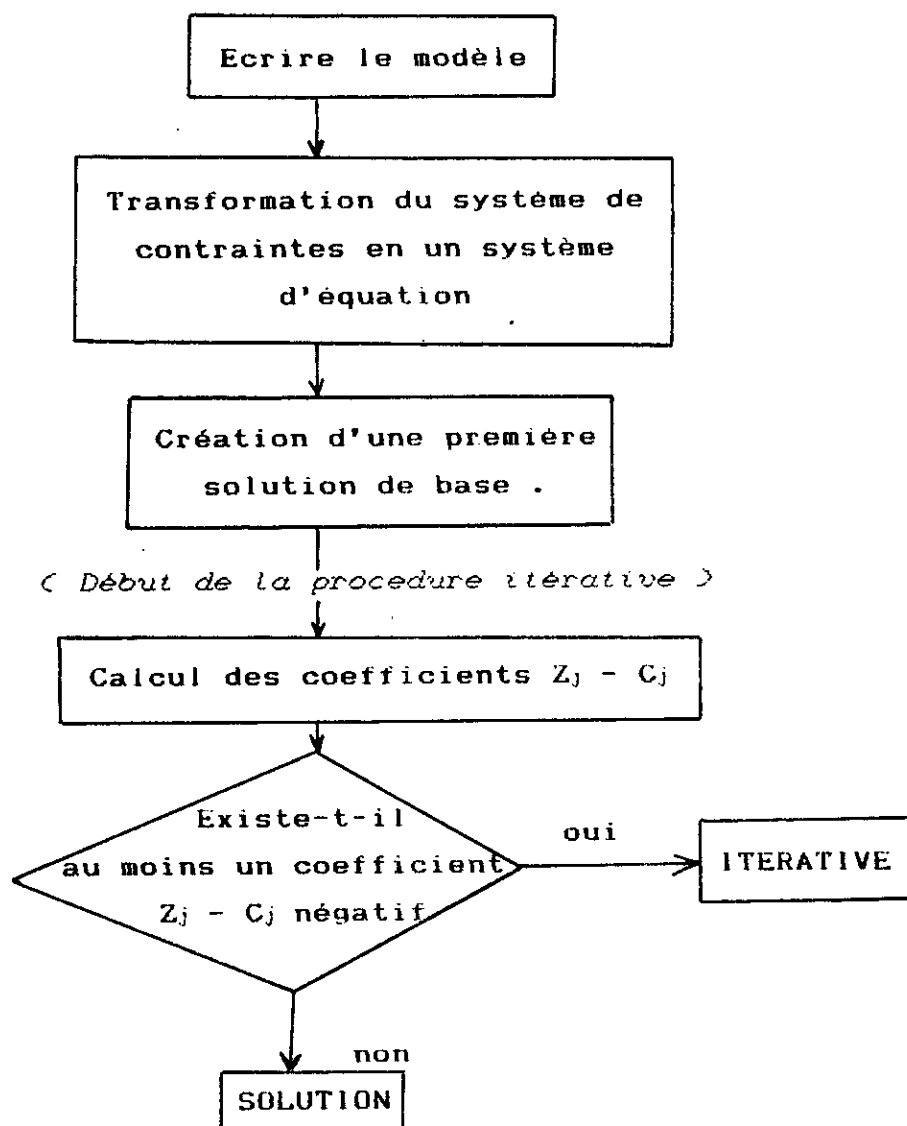 Ecrire le modèle
Transformation du système de
contraintes en un système
d'équation
Création d'une première
solution de base .
( Début de la procedure itérative )
Calcul des coefficients Zj - Cj
Existe-t-il
au moins un coefficient
Zj - Cj négatif
oui
ITERATIVE
non
SOLUTION